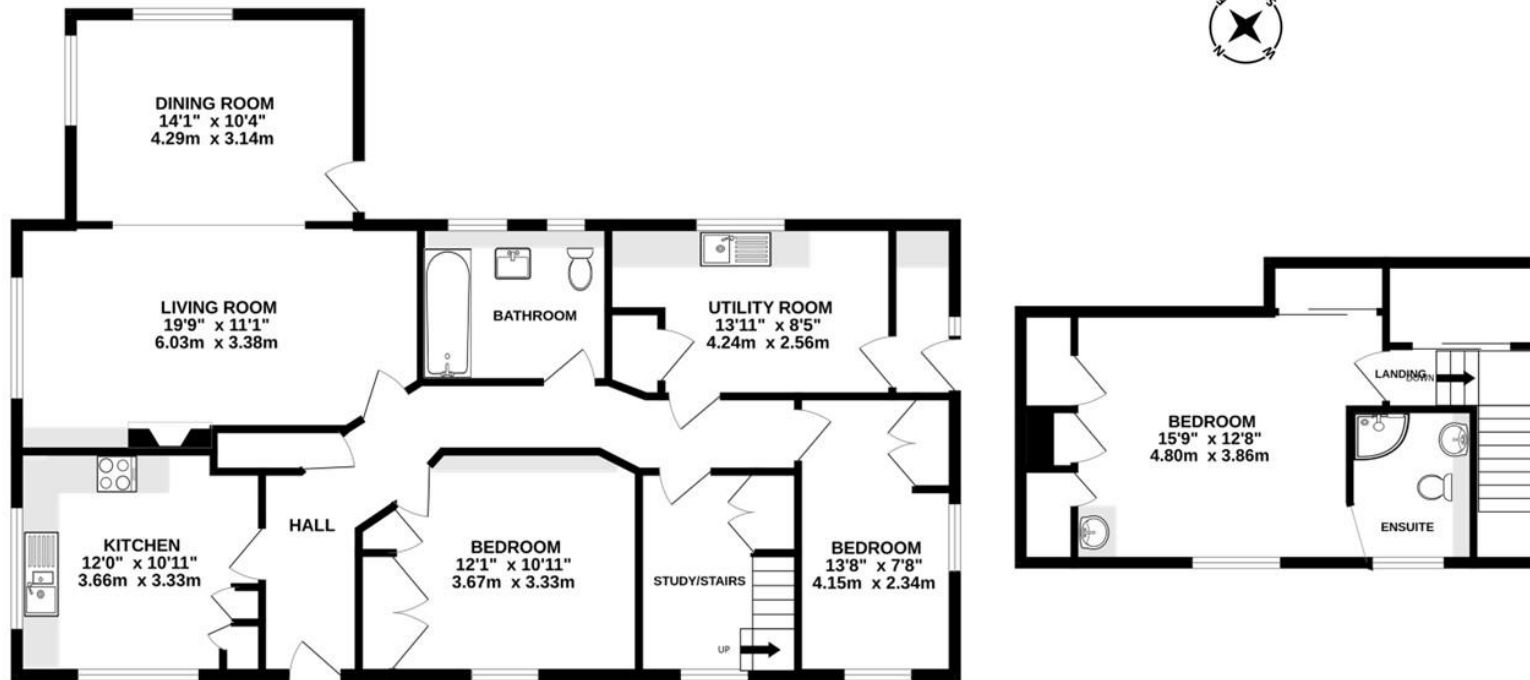 S
N
W
DINING ROOM
14'1" x 10'4"
4.29m x 3.14m
LIVING ROOM
19'9" x 11'1"
6.03m x 3.38m
BATHROOM
UTILITY ROOM
13'11" x 8'5"
4.24m x 2.56m
HALL
KITCHEN
12'0" x 10'11"
3.66m x 3.33m
BEDROOM
12'1" x 10'11"
3.67m x 3.33m
STUDY/STAIRS
UP
BEDROOM
13'8" x 7'8"
4.15m x 2.34m
LANDING
DOWN
BEDROOM
15'9" x 12'8"
4.80m x 3.86m
ENSUITE